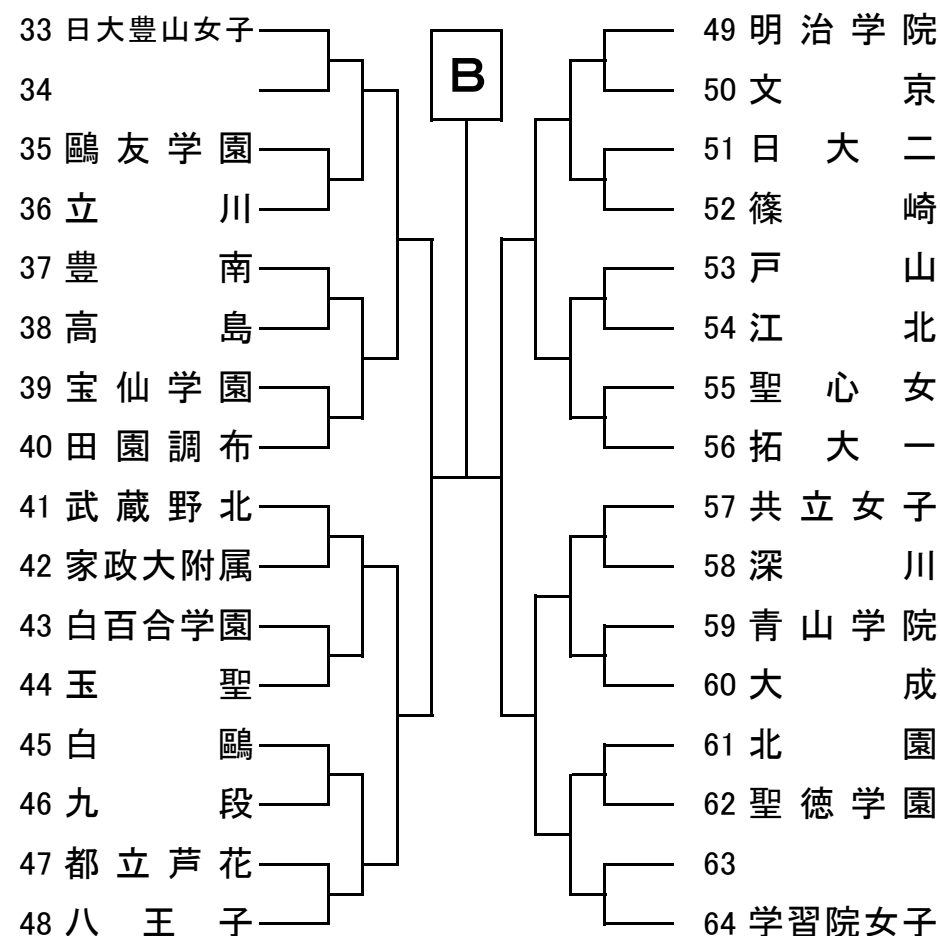 33 日大豊山女子
34
35 鷗友学園
36 立川
37 豊南
38 高島
39 宝仙学園
40 田園調布
41 武蔵野北
42 家政大附属
43 白百合学園
44 玉聖
45 白鷗
46 九段
47 都立芦花
48 八王子
B
49 明治学院
50 文京
51 日大二
52 篠崎
53 戸山
54 江北
55 聖心女
56 拓大一
57 共立女子
58 深川
59 青山学院
60 大成
61 北園
62 聖徳学園
63
64 学習院女子